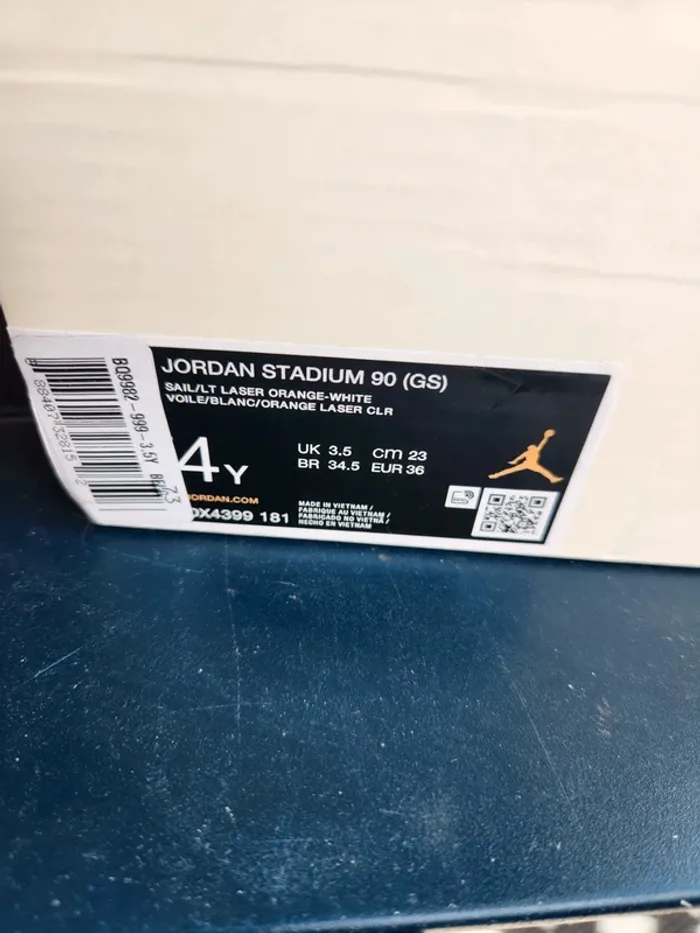 JORDAN STADIUM 90 (GS)
SAIL/LT LASER ORANGE-WHITE
VOILE/BLANC/ORANGE LASER CLR
4Y
UK 3.5 cm 23
BR 34.5 EUR 36
JORDAN.COM
DX4399 181
MADE IN VIETNAM /
FABRIQUE AU VIETNAM /
FABRICADO NO VIETNÃ /
HECHO EN VIETNAM
BQ9982-999-3.5Y
73